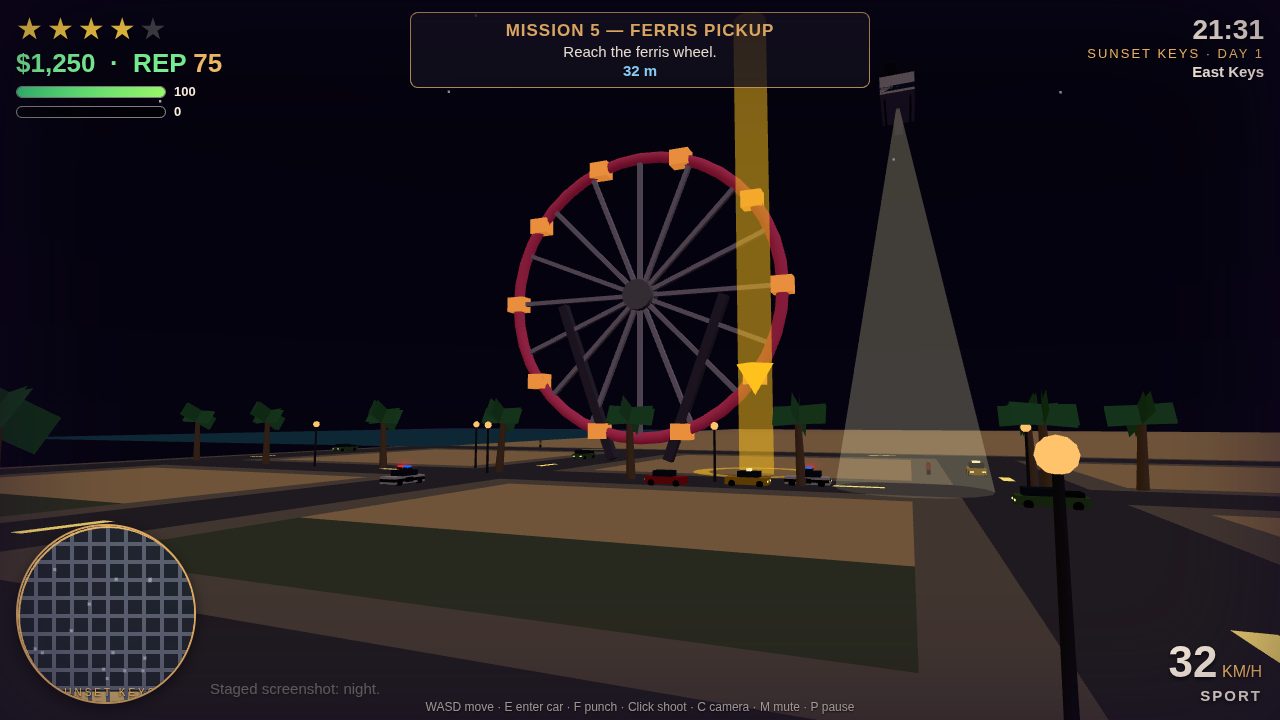 $1,250 · REP 75
100
0
MISSION 5 — FERRIS PICKUP
Reach the ferris wheel.
32 m
21:31
SUNSET KEYS · DAY 1
East Keys
SUNSET KEYS
Staged screenshot: night.
WASD move · E enter car · F punch · Click shoot · C camera · M mute · P pause
32 KM/H
SPORT